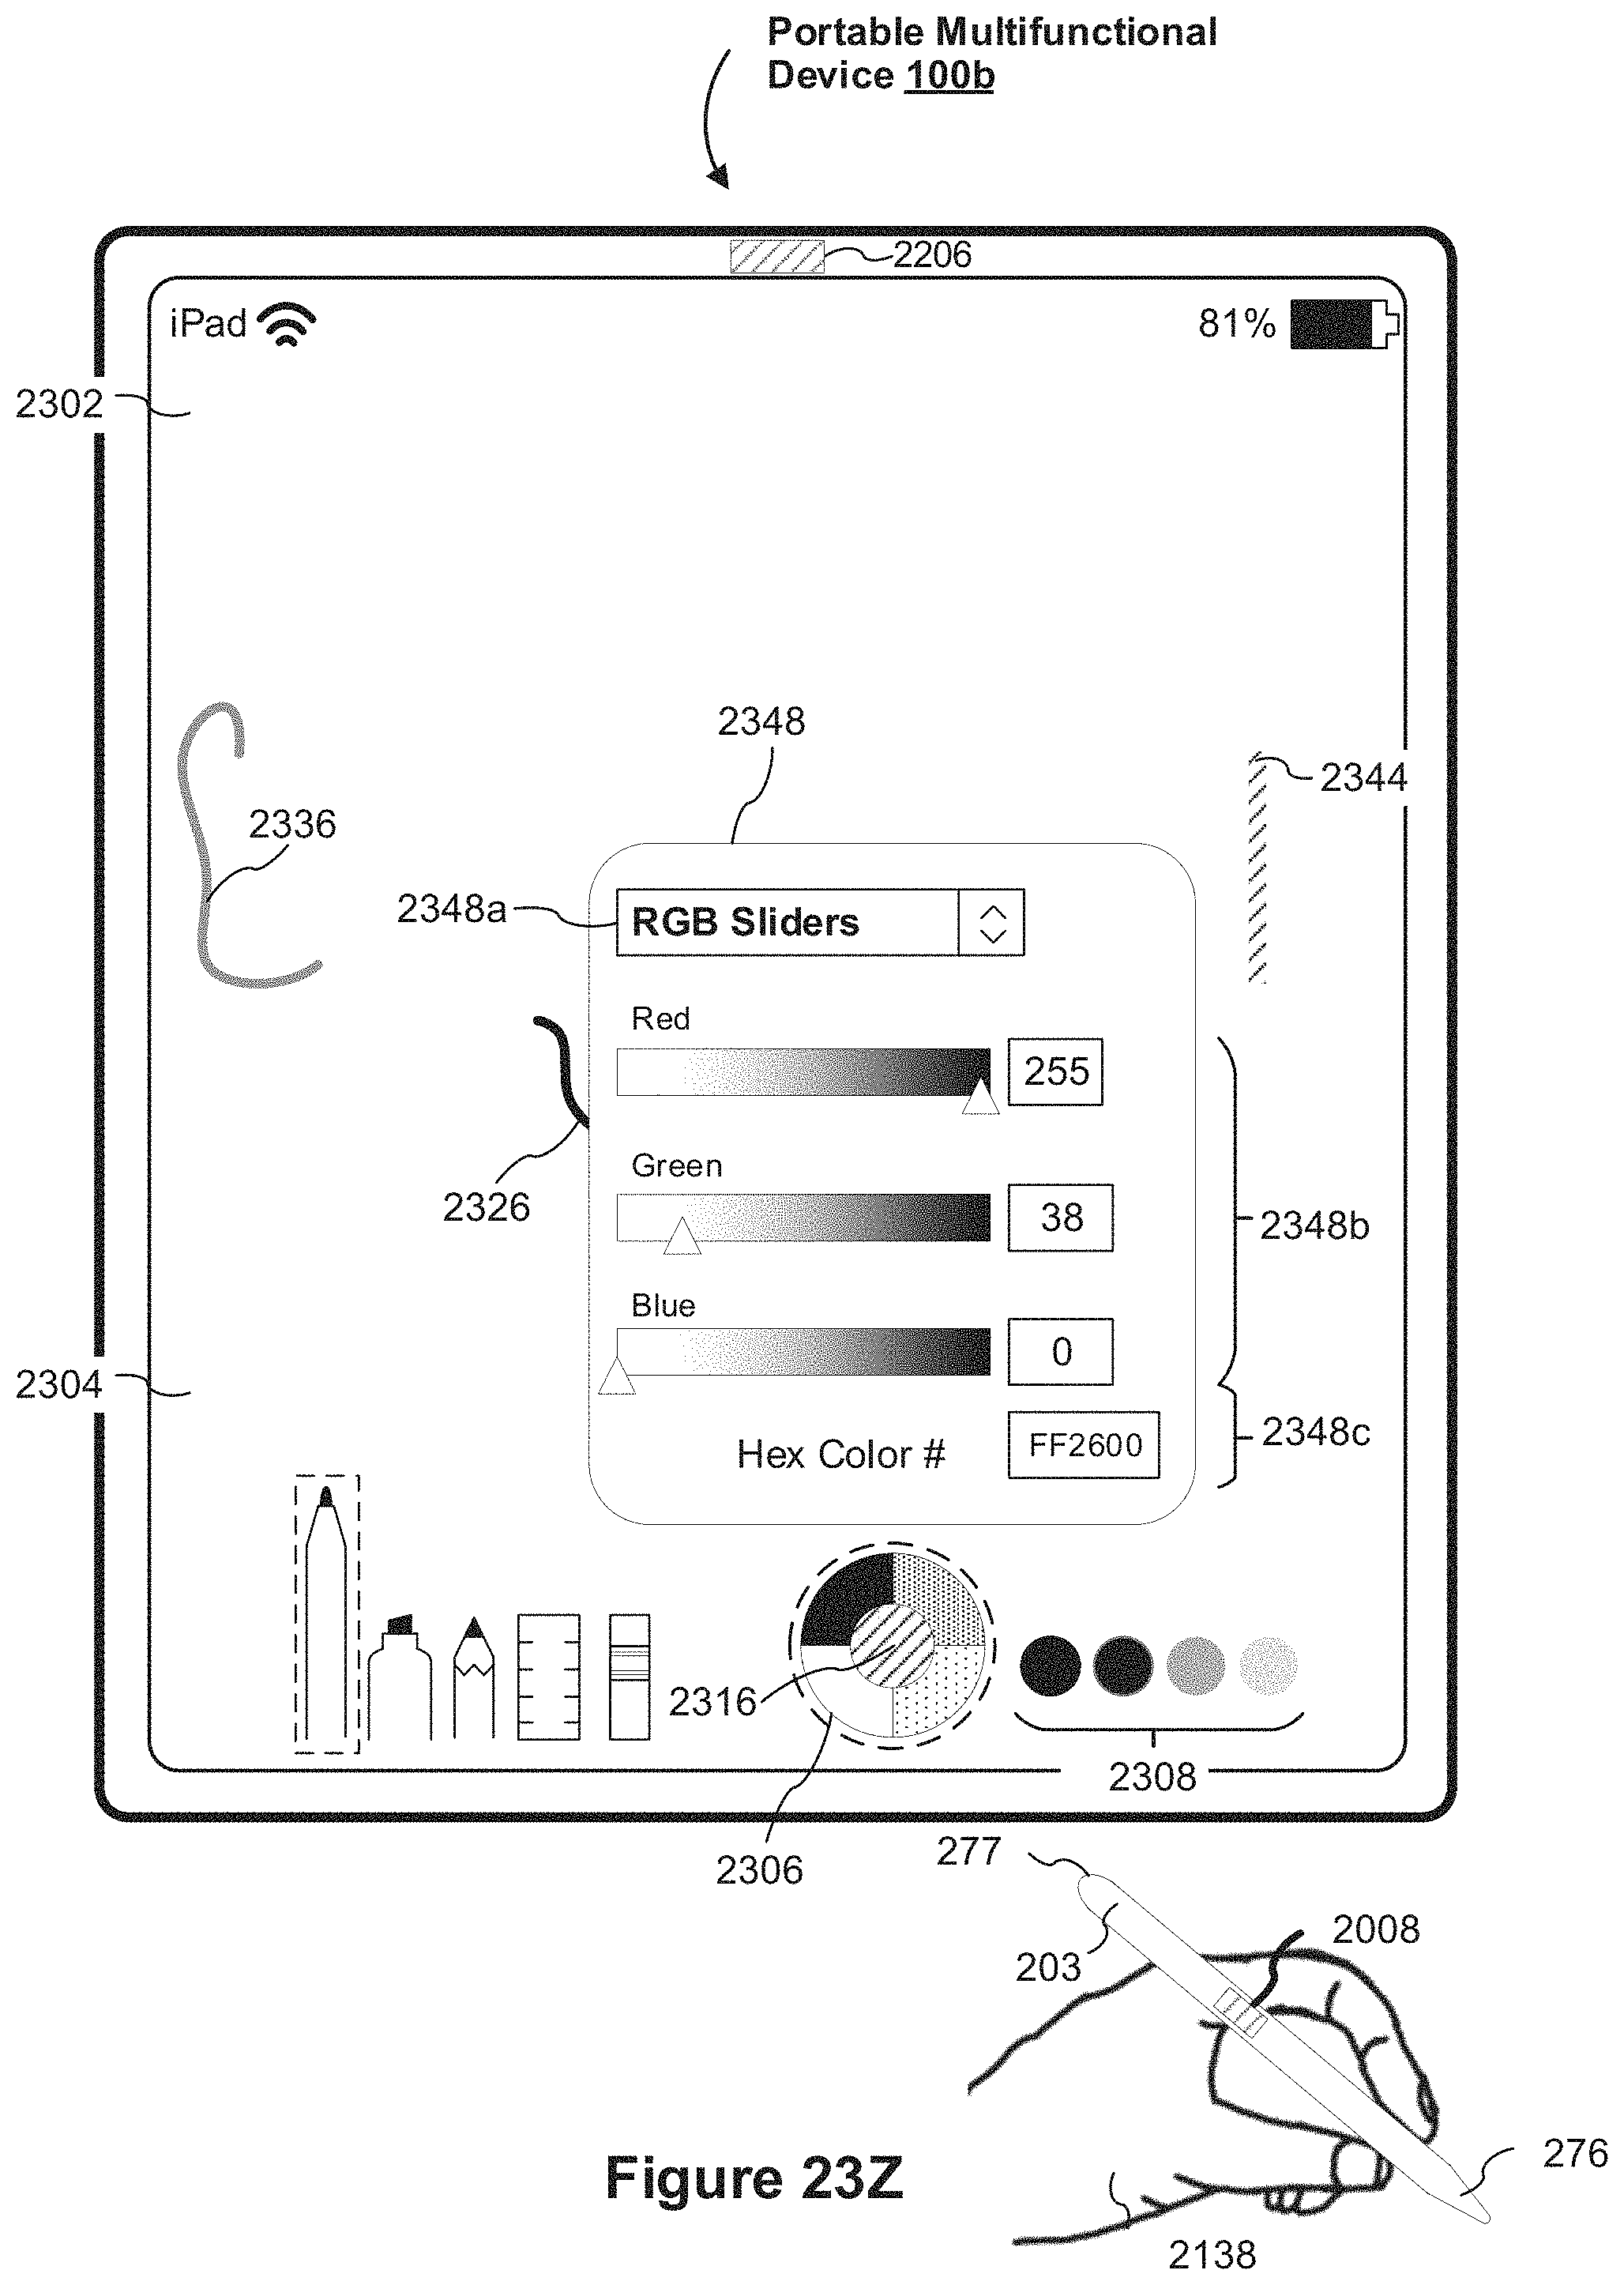 Portable Multifunctional
Device 100b
2206
iPad
81%
2302
2348
2344
2336
2348a
RGB Sliders
Red
255
Green
38
2326
2348b
Blue
0
2304
2348c
Hex Color #
FF2600
2316
2308
2306
277
2008
203
276
Figure 23Z
2138